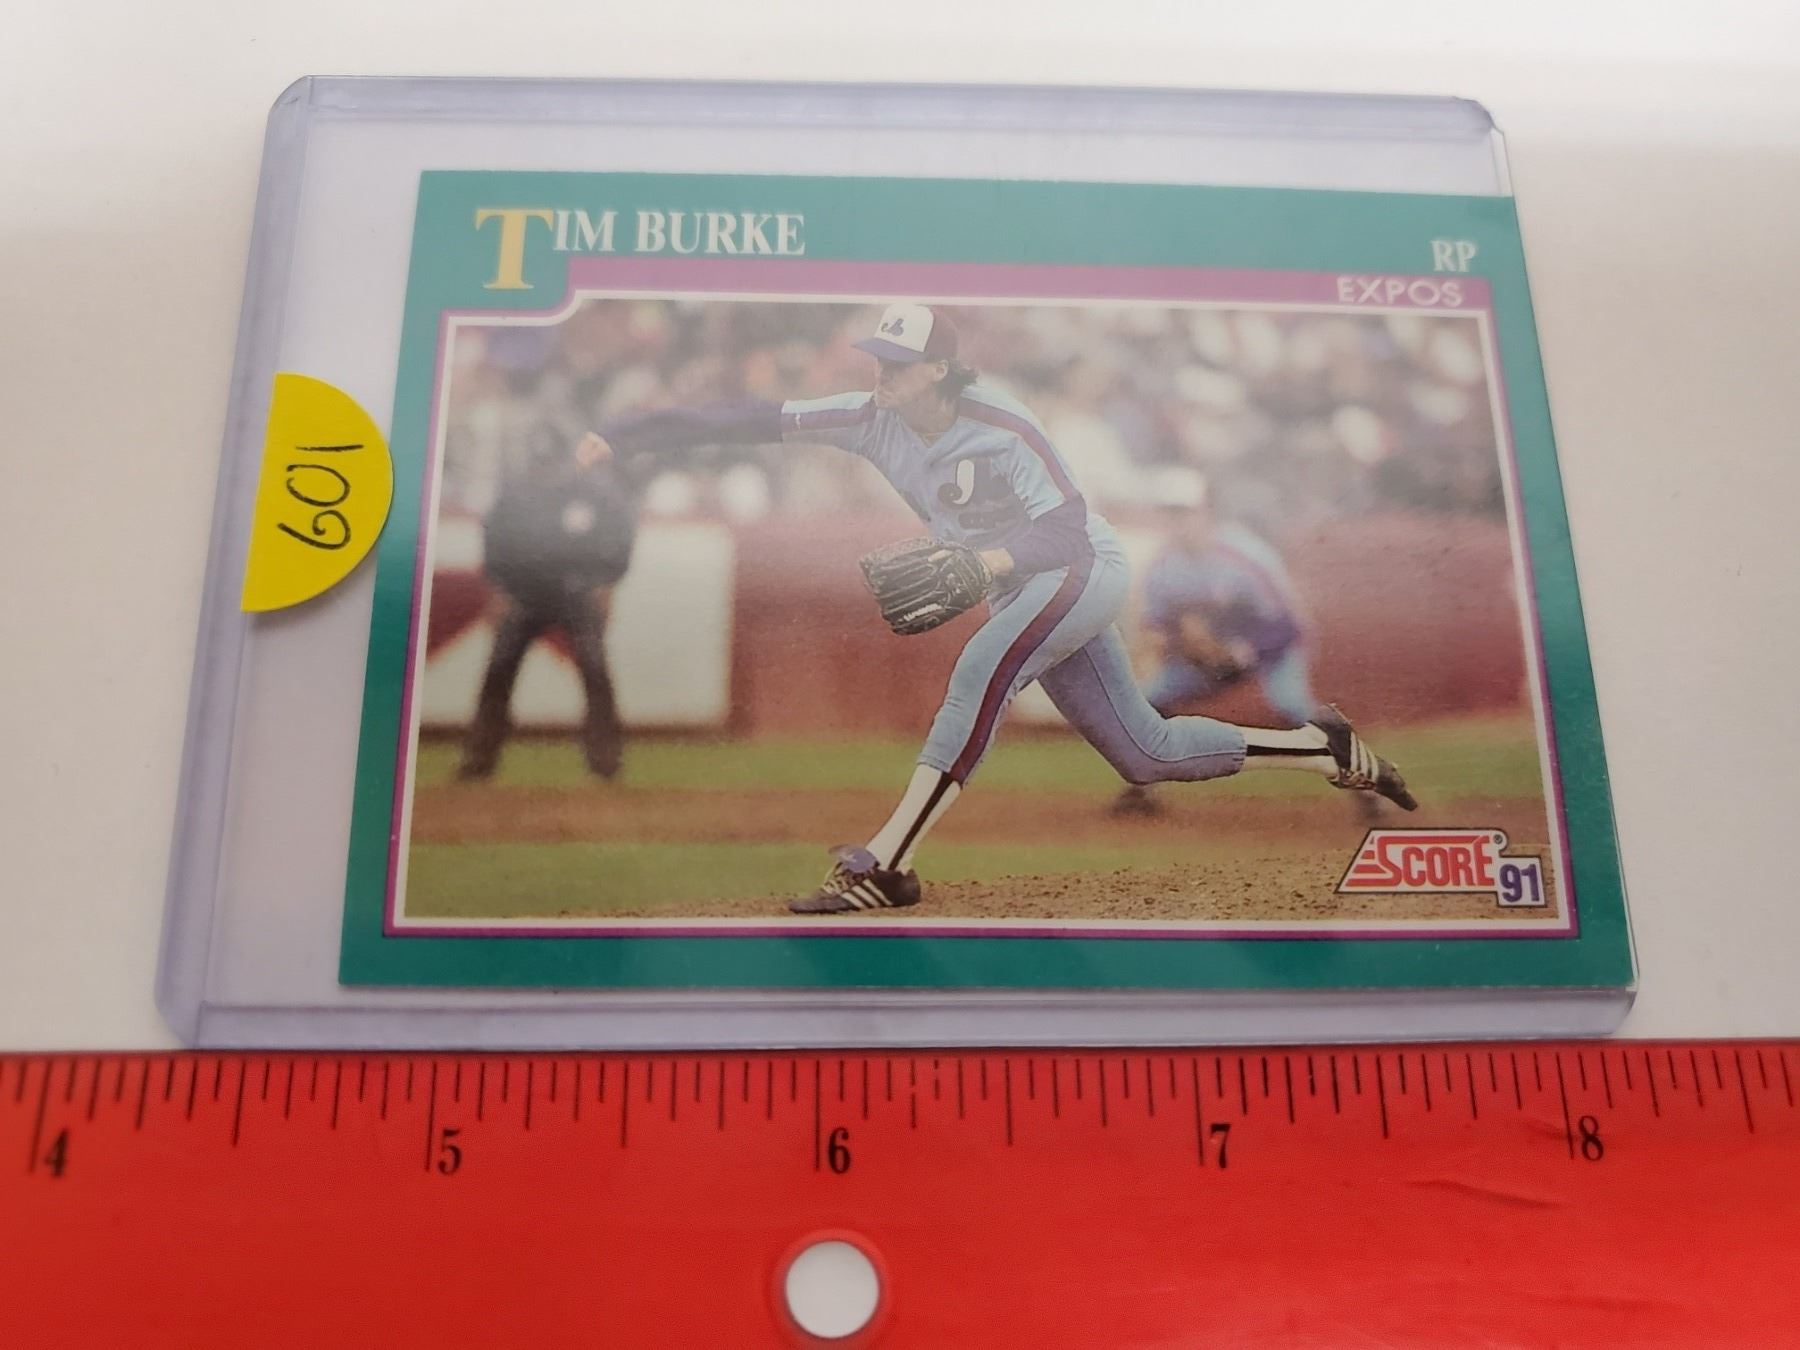 TIM BURKE
RP
EXPOS
601
SCORE® 91
4 5 6 7 8